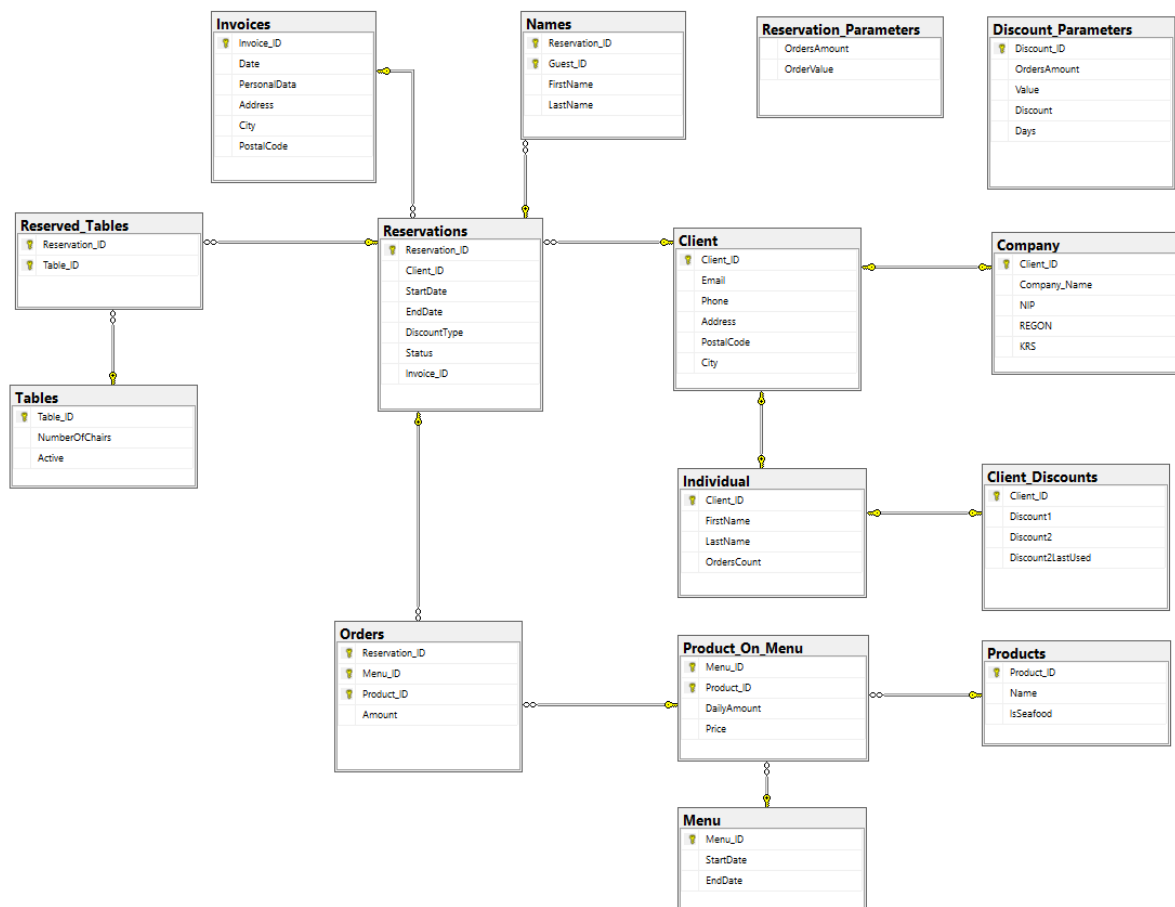 Invoices
Invoice_ID
Date
PersonalData
Address
City
PostalCode
Names
Reservation_ID
Guest_ID
FirstName
LastName
Reservation_Parameters
OrdersAmount
OrderValue
Discount_Parameters
Discount_ID
OrdersAmount
Value
Discount
Days
Reserved_Tables
Reservation_ID
Table_ID
Reservations
Reservation_ID
Client_ID
StartDate
EndDate
DiscountType
Status
Invoice_ID
Client
Client_ID
Email
Phone
Address
PostalCode
City
Company
Client_ID
Company_Name
NIP
REGON
KRS
Tables
Table_ID
NumberOfChairs
Active
Individual
Client_ID
FirstName
LastName
OrdersCount
Client_Discounts
Client_ID
Discount1
Discount2
Discount2LastUsed
Orders
Reservation_ID
Menu_ID
Product_ID
Amount
Product_On_Menu
Menu_ID
Product_ID
DailyAmount
Price
Products
Product_ID
Name
IsSeafood
Menu
Menu_ID
StartDate
EndDate